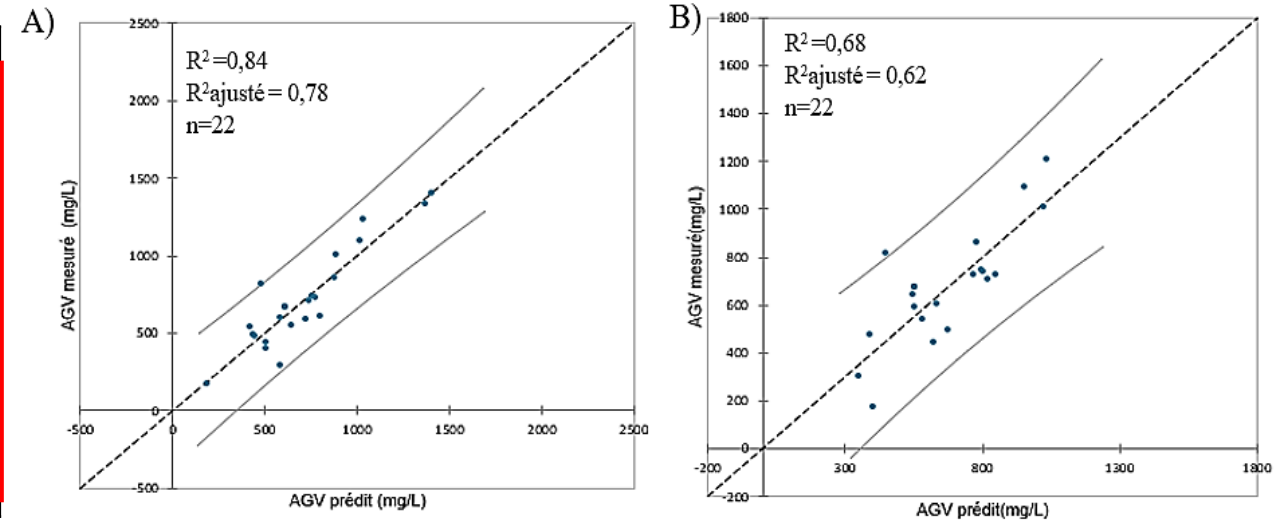 A)
R² =0,84
R²ajusté = 0,78
n=22
2500
2000
1500
1000
500
0
-500
-500
0
500
1000
1500
2000
2500
AGV mesuré (mg/L)
AGV prédit (mg/L)
B)
R² =0,68
R²ajusté = 0,62
n=22
1800
1600
1400
1200
1000
800
600
400
200
0
-200
-200
300
800
1300
1800
AGV mesuré(mg/L)
AGV prédit(mg/L)